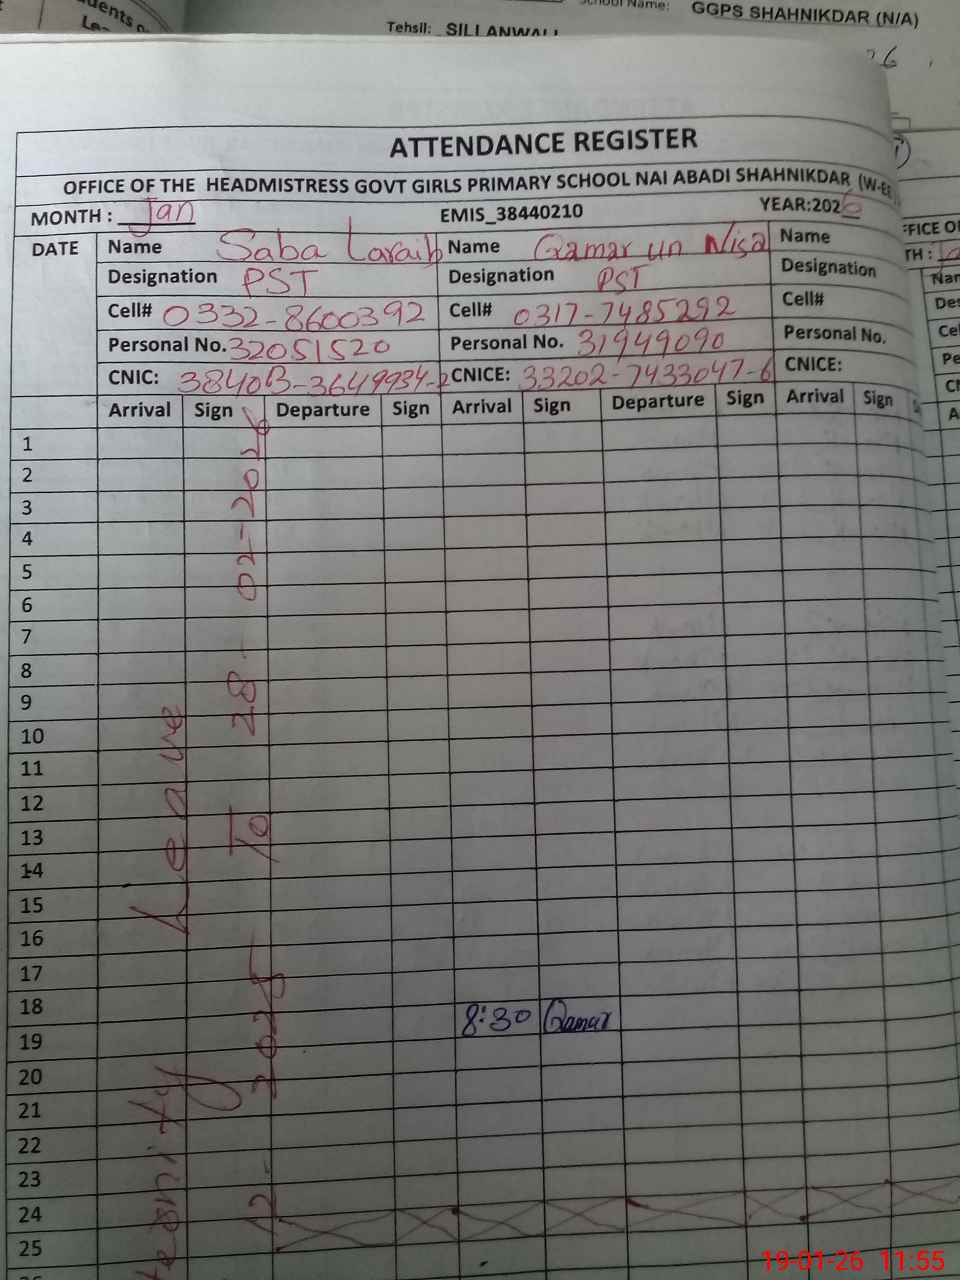 School Name: GGPS SHAHNIKDAR (N/A)
Tehsil: SILLANWALI
ATTENDANCE REGISTER
OFFICE OF THE HEADMISTRESS GOVT GIRLS PRIMARY SCHOOL NAI ABADI SHAHNIKDAR
MONTH : Jan EMIS_38440210 YEAR:2026
DATE Name Saba Laraib Name Qamar un Nisa Name
Designation PST Designation PST Designation
Cell# 0332-8600392 Cell# 0317-7485292 Cell#
Personal No. 32051520 Personal No. 31949090 Personal No.
CNIC: 38403-3649934-2 CNICE: 33202-7433047-6 CNICE:
Arrival Sign Departure Sign Arrival Sign Departure Sign Arrival Sign
1
2
3
4
5
6
7
8
9
10
11
12
13
14
15
16
17
18
19 8:30 Qamar
20
21
22
23
24
25
Leave
12-2025 To 28-02-2026
19-01-26 11:55